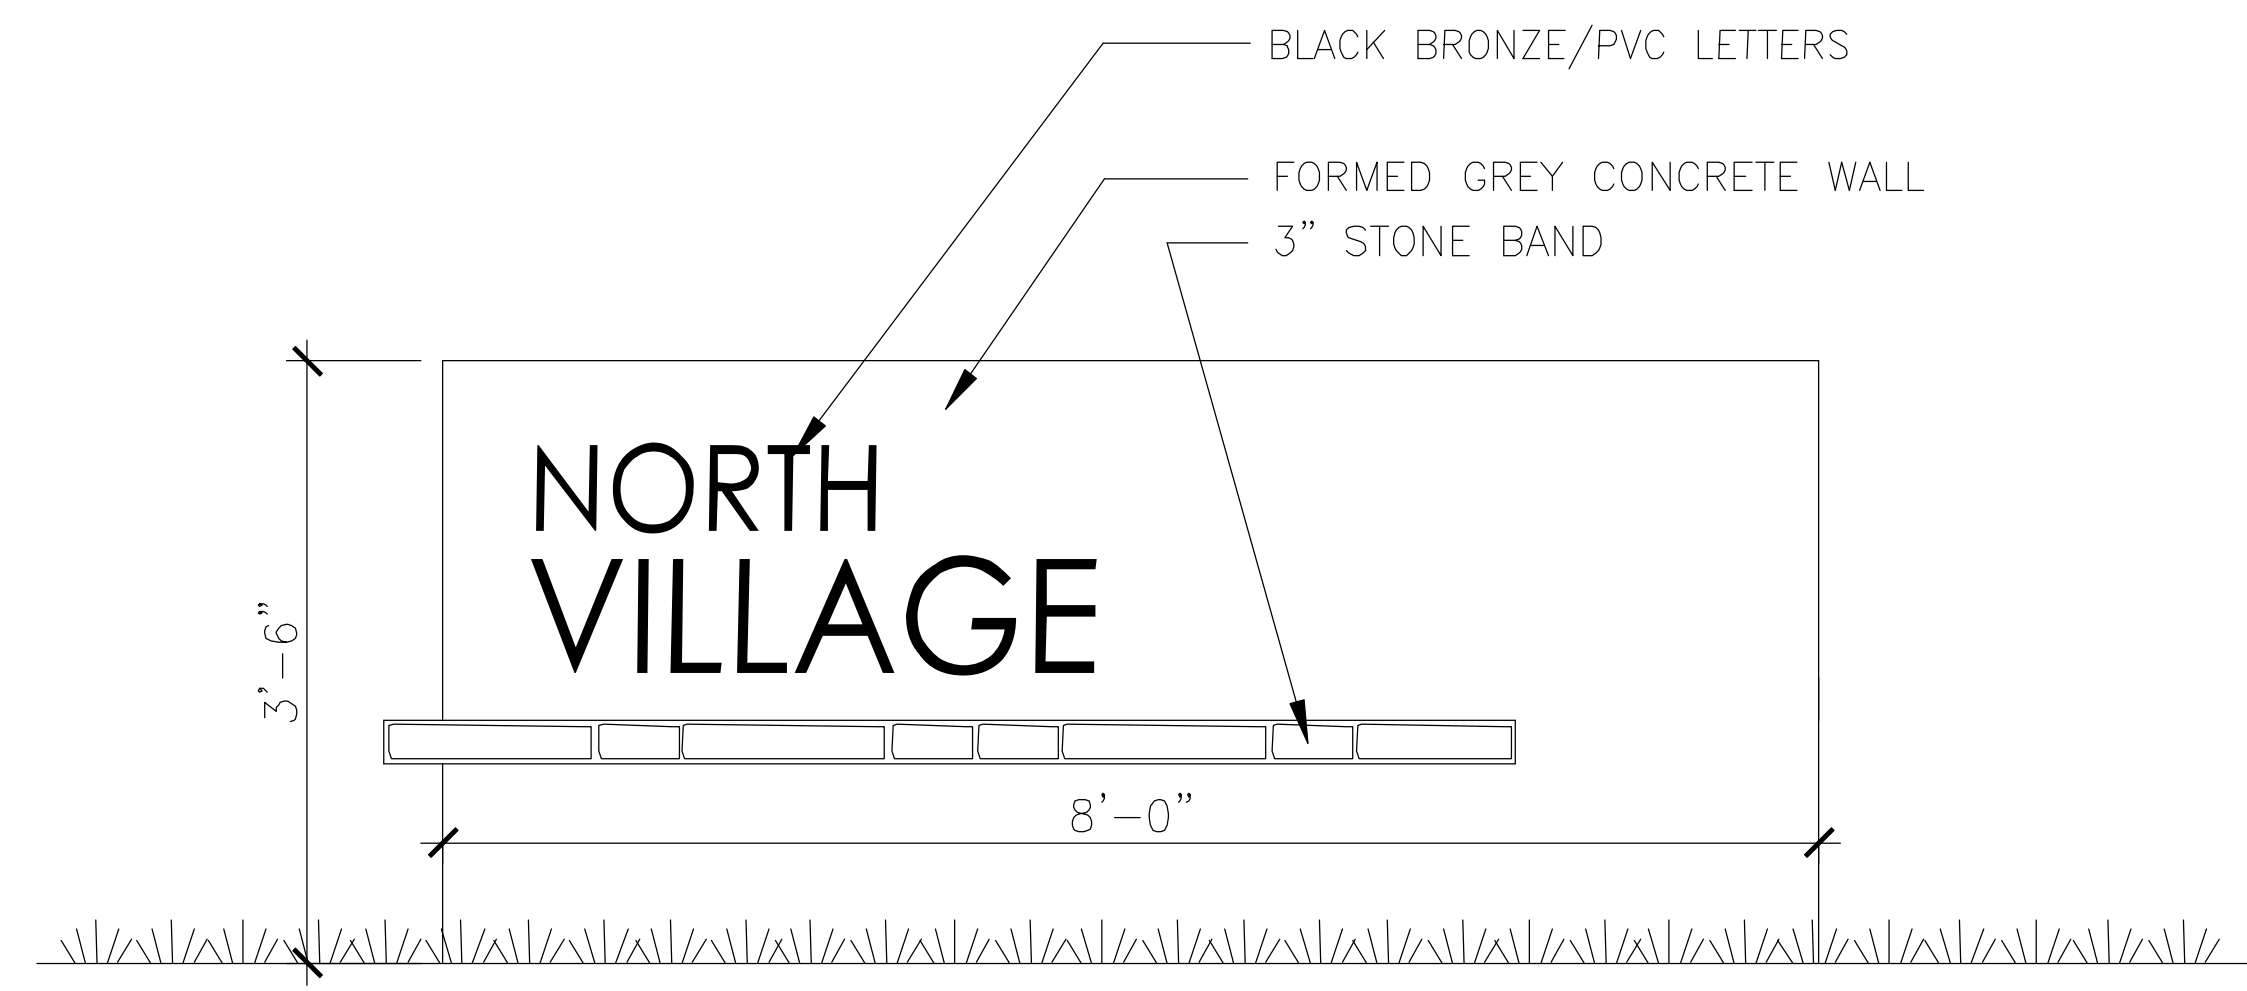 BLACK BRONZE/PVC LETTERS
FORMED GREY CONCRETE WALL
3” STONE BAND
NORTH
VILLAGE
3’–6”
8’–0”